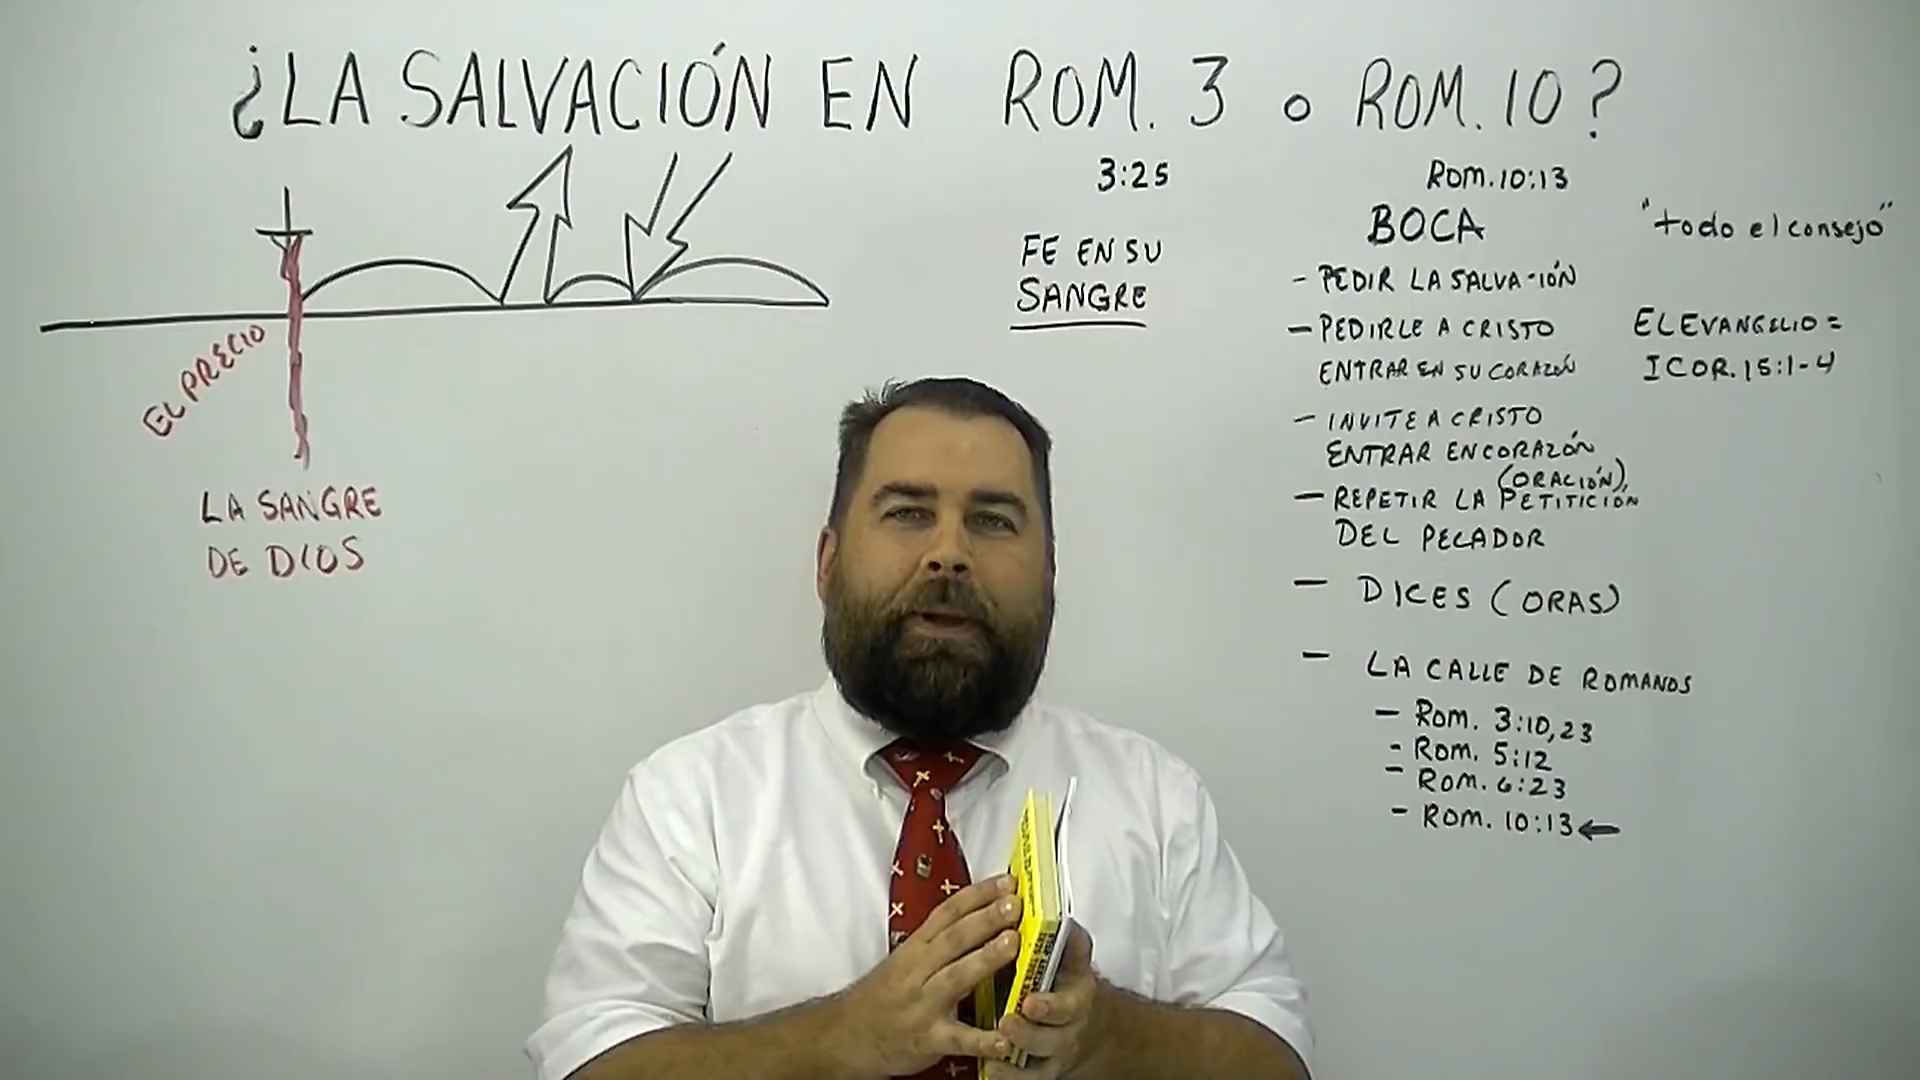 ¿LA SALVACIÓN EN ROM. 3 o ROM. 10?
EL PRECIO
LA SANGRE
DE DIOS
3:25
FE EN SU
SANGRE
ROM. 10:13
BOCA
- PEDIR LA SALVA-IÓN
- PEDIRLE A CRISTO
ENTRAR EN SU CORAZÓN
- INVITE A CRISTO
ENTRAR EN CORAZÓN
(ORACIÓN)
- REPETIR LA PETITICIÓN
DEL PECADOR
- DICES (ORAS)
- LA CALLE DE ROMANOS
- ROM. 3:10,23
- ROM. 5:12
- ROM. 6:23
- ROM. 10:13 ←
"todo el consejo"
EL EVANGELIO =
I COR. 15:1-4